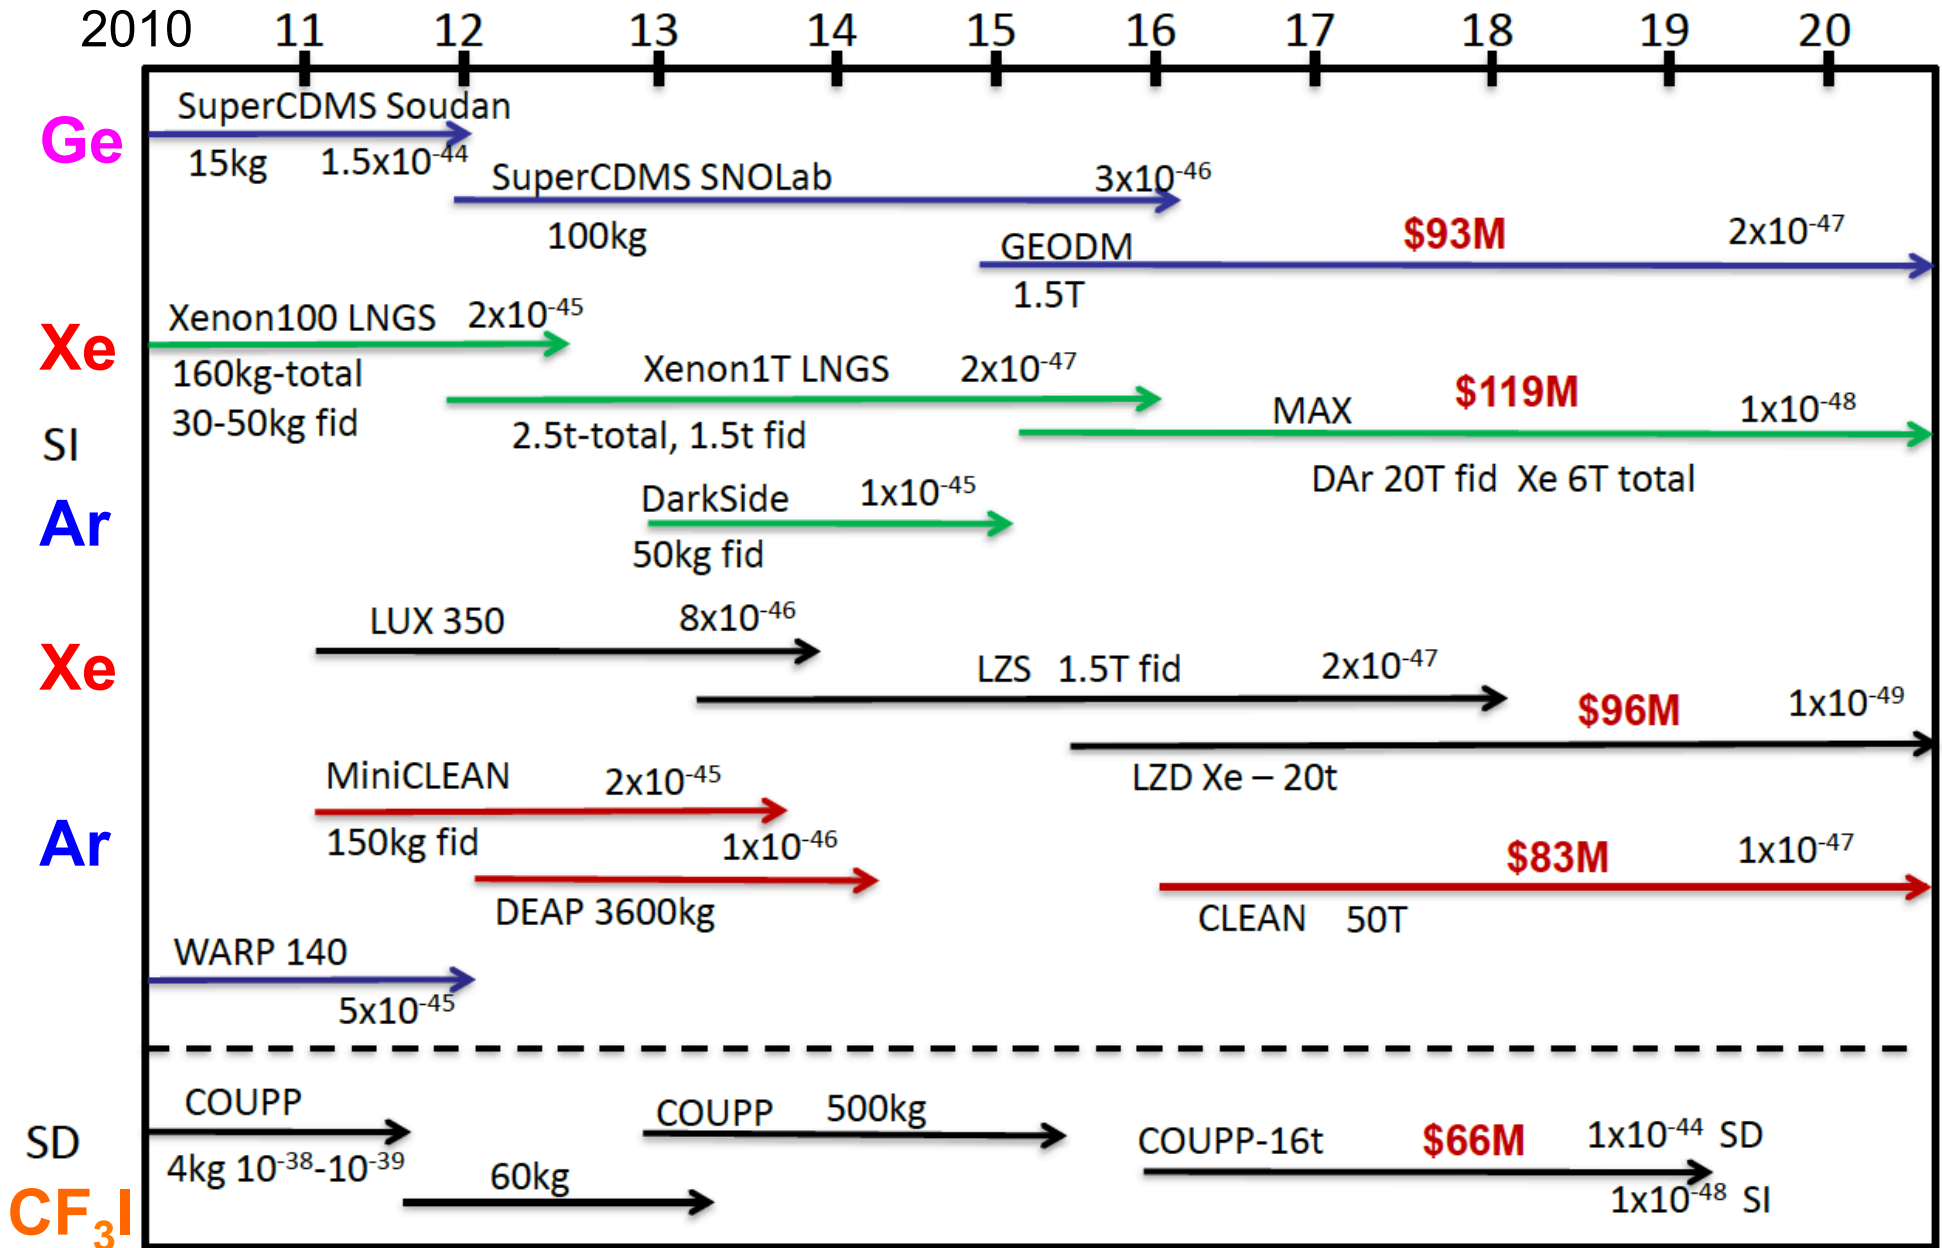 2010 11 12 13 14 15 16 17 18 19 20
SuperCDMS Soudan
Ge
15kg 1.5x10⁻⁴⁴
SuperCDMS SNOLab 3x10⁻⁴⁶
100kg
GEODM $93M 2x10⁻⁴⁷
1.5T
Xenon100 LNGS 2x10⁻⁴⁵
Xe
160kg-total
30-50kg fid
Xenon1T LNGS 2x10⁻⁴⁷
2.5t-total, 1.5t fid
MAX $119M 1x10⁻⁴⁸
DAr 20T fid Xe 6T total
SI
Ar
DarkSide 1x10⁻⁴⁵
50kg fid
LUX 350 8x10⁻⁴⁶
Xe
LZS 1.5T fid 2x10⁻⁴⁷
$96M 1x10⁻⁴⁹
LZD Xe – 20t
MiniCLEAN 2x10⁻⁴⁵
150kg fid
Ar
1x10⁻⁴⁶
DEAP 3600kg
$83M 1x10⁻⁴⁷
CLEAN 50T
WARP 140
5x10⁻⁴⁵
COUPP
SD
4kg 10⁻³⁸-10⁻³⁹
60kg
COUPP 500kg
COUPP-16t $66M 1x10⁻⁴⁴ SD
1x10⁻⁴⁸ SI
CF₃I